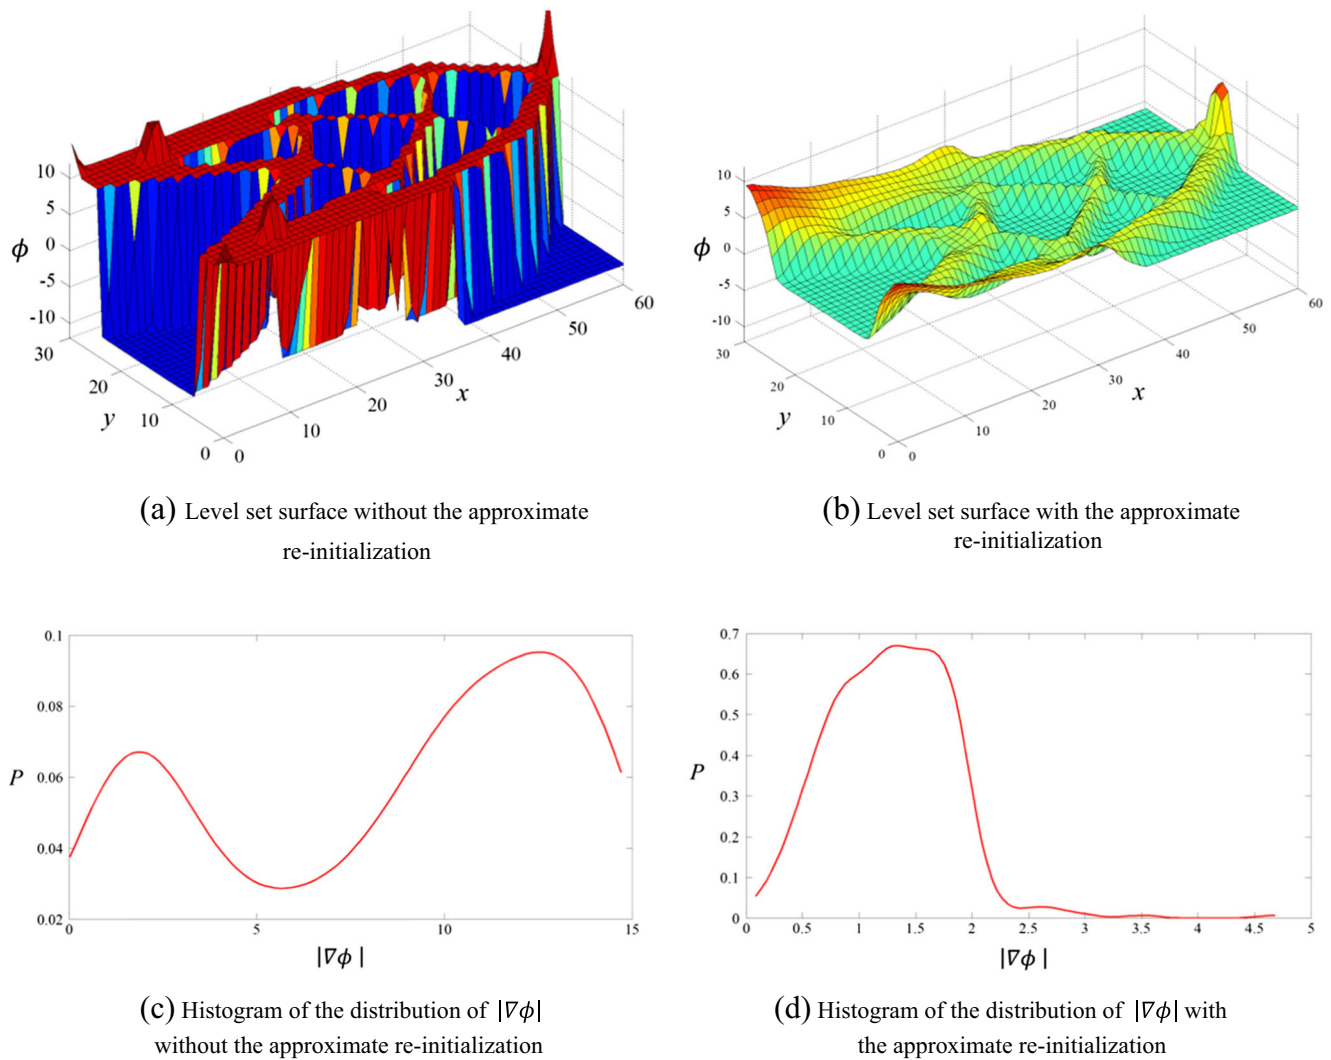 10
5
0
-5
-10
ϕ
30
20
10
0
y
0
10
20
30
40
50
60
x
(a) Level set surface without the approximate
re-initialization
10
5
0
-5
-10
ϕ
30
20
10
0
y
0
10
20
30
40
50
60
x
(b) Level set surface with the approximate
re-initialization
0.1
0.08
0.06
0.04
0.02
P
0 5 10 15
|∇ϕ|
(c) Histogram of the distribution of |∇ϕ|
without the approximate re-initialization
0.7
0.6
0.5
0.4
0.3
0.2
0.1
0
P
0 0.5 1 1.5 2 2.5 3 3.5 4 4.5 5
|∇ϕ|
(d) Histogram of the distribution of |∇ϕ| with
the approximate re-initialization